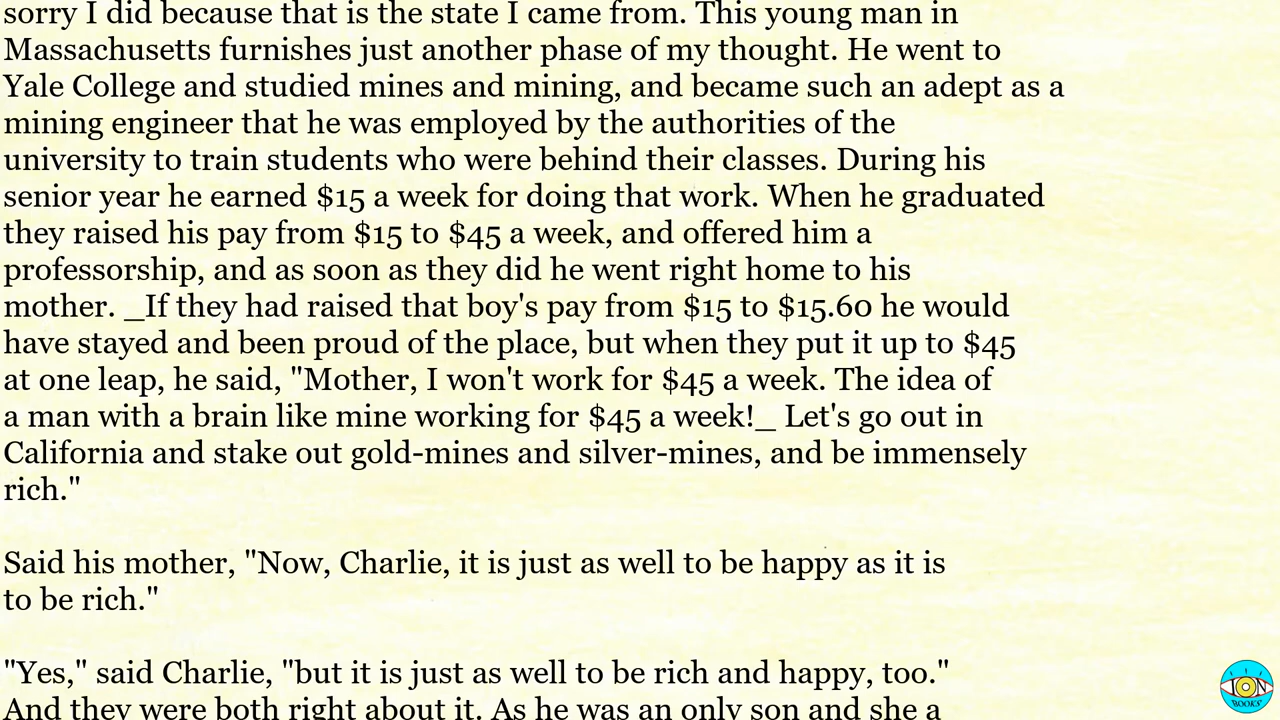 sorry I did because that is the state I came from. This young man in
Massachusetts furnishes just another phase of my thought. He went to
Yale College and studied mines and mining, and became such an adept as a
mining engineer that he was employed by the authorities of the
university to train students who were behind their classes. During his
senior year he earned $15 a week for doing that work. When he graduated
they raised his pay from $15 to $45 a week, and offered him a
professorship, and as soon as they did he went right home to his
mother. _If they had raised that boy's pay from $15 to $15.60 he would
have stayed and been proud of the place, but when they put it up to $45
at one leap, he said, "Mother, I won't work for $45 a week. The idea of
a man with a brain like mine working for $45 a week!_ Let's go out in
California and stake out gold-mines and silver-mines, and be immensely
rich."
Said his mother, "Now, Charlie, it is just as well to be happy as it is
to be rich."
"Yes," said Charlie, "but it is just as well to be rich and happy, too."
And they were both right about it. As he was an only son and she a
ION
BOOKS